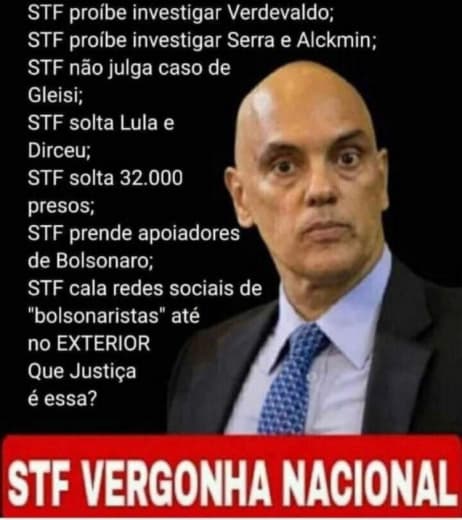 STF proíbe investigar Verdevaldo;
STF proíbe investigar Serra e Alckmin;
STF não julga caso de
Gleisi;
STF solta Lula e
Dirceu;
STF solta 32.000
presos;
STF prende apoiadores
de Bolsonaro;
STF cala redes sociais de
"bolsonaristas" até
no EXTERIOR
Que Justiça
é essa?
STF VERGONHA NACIONAL